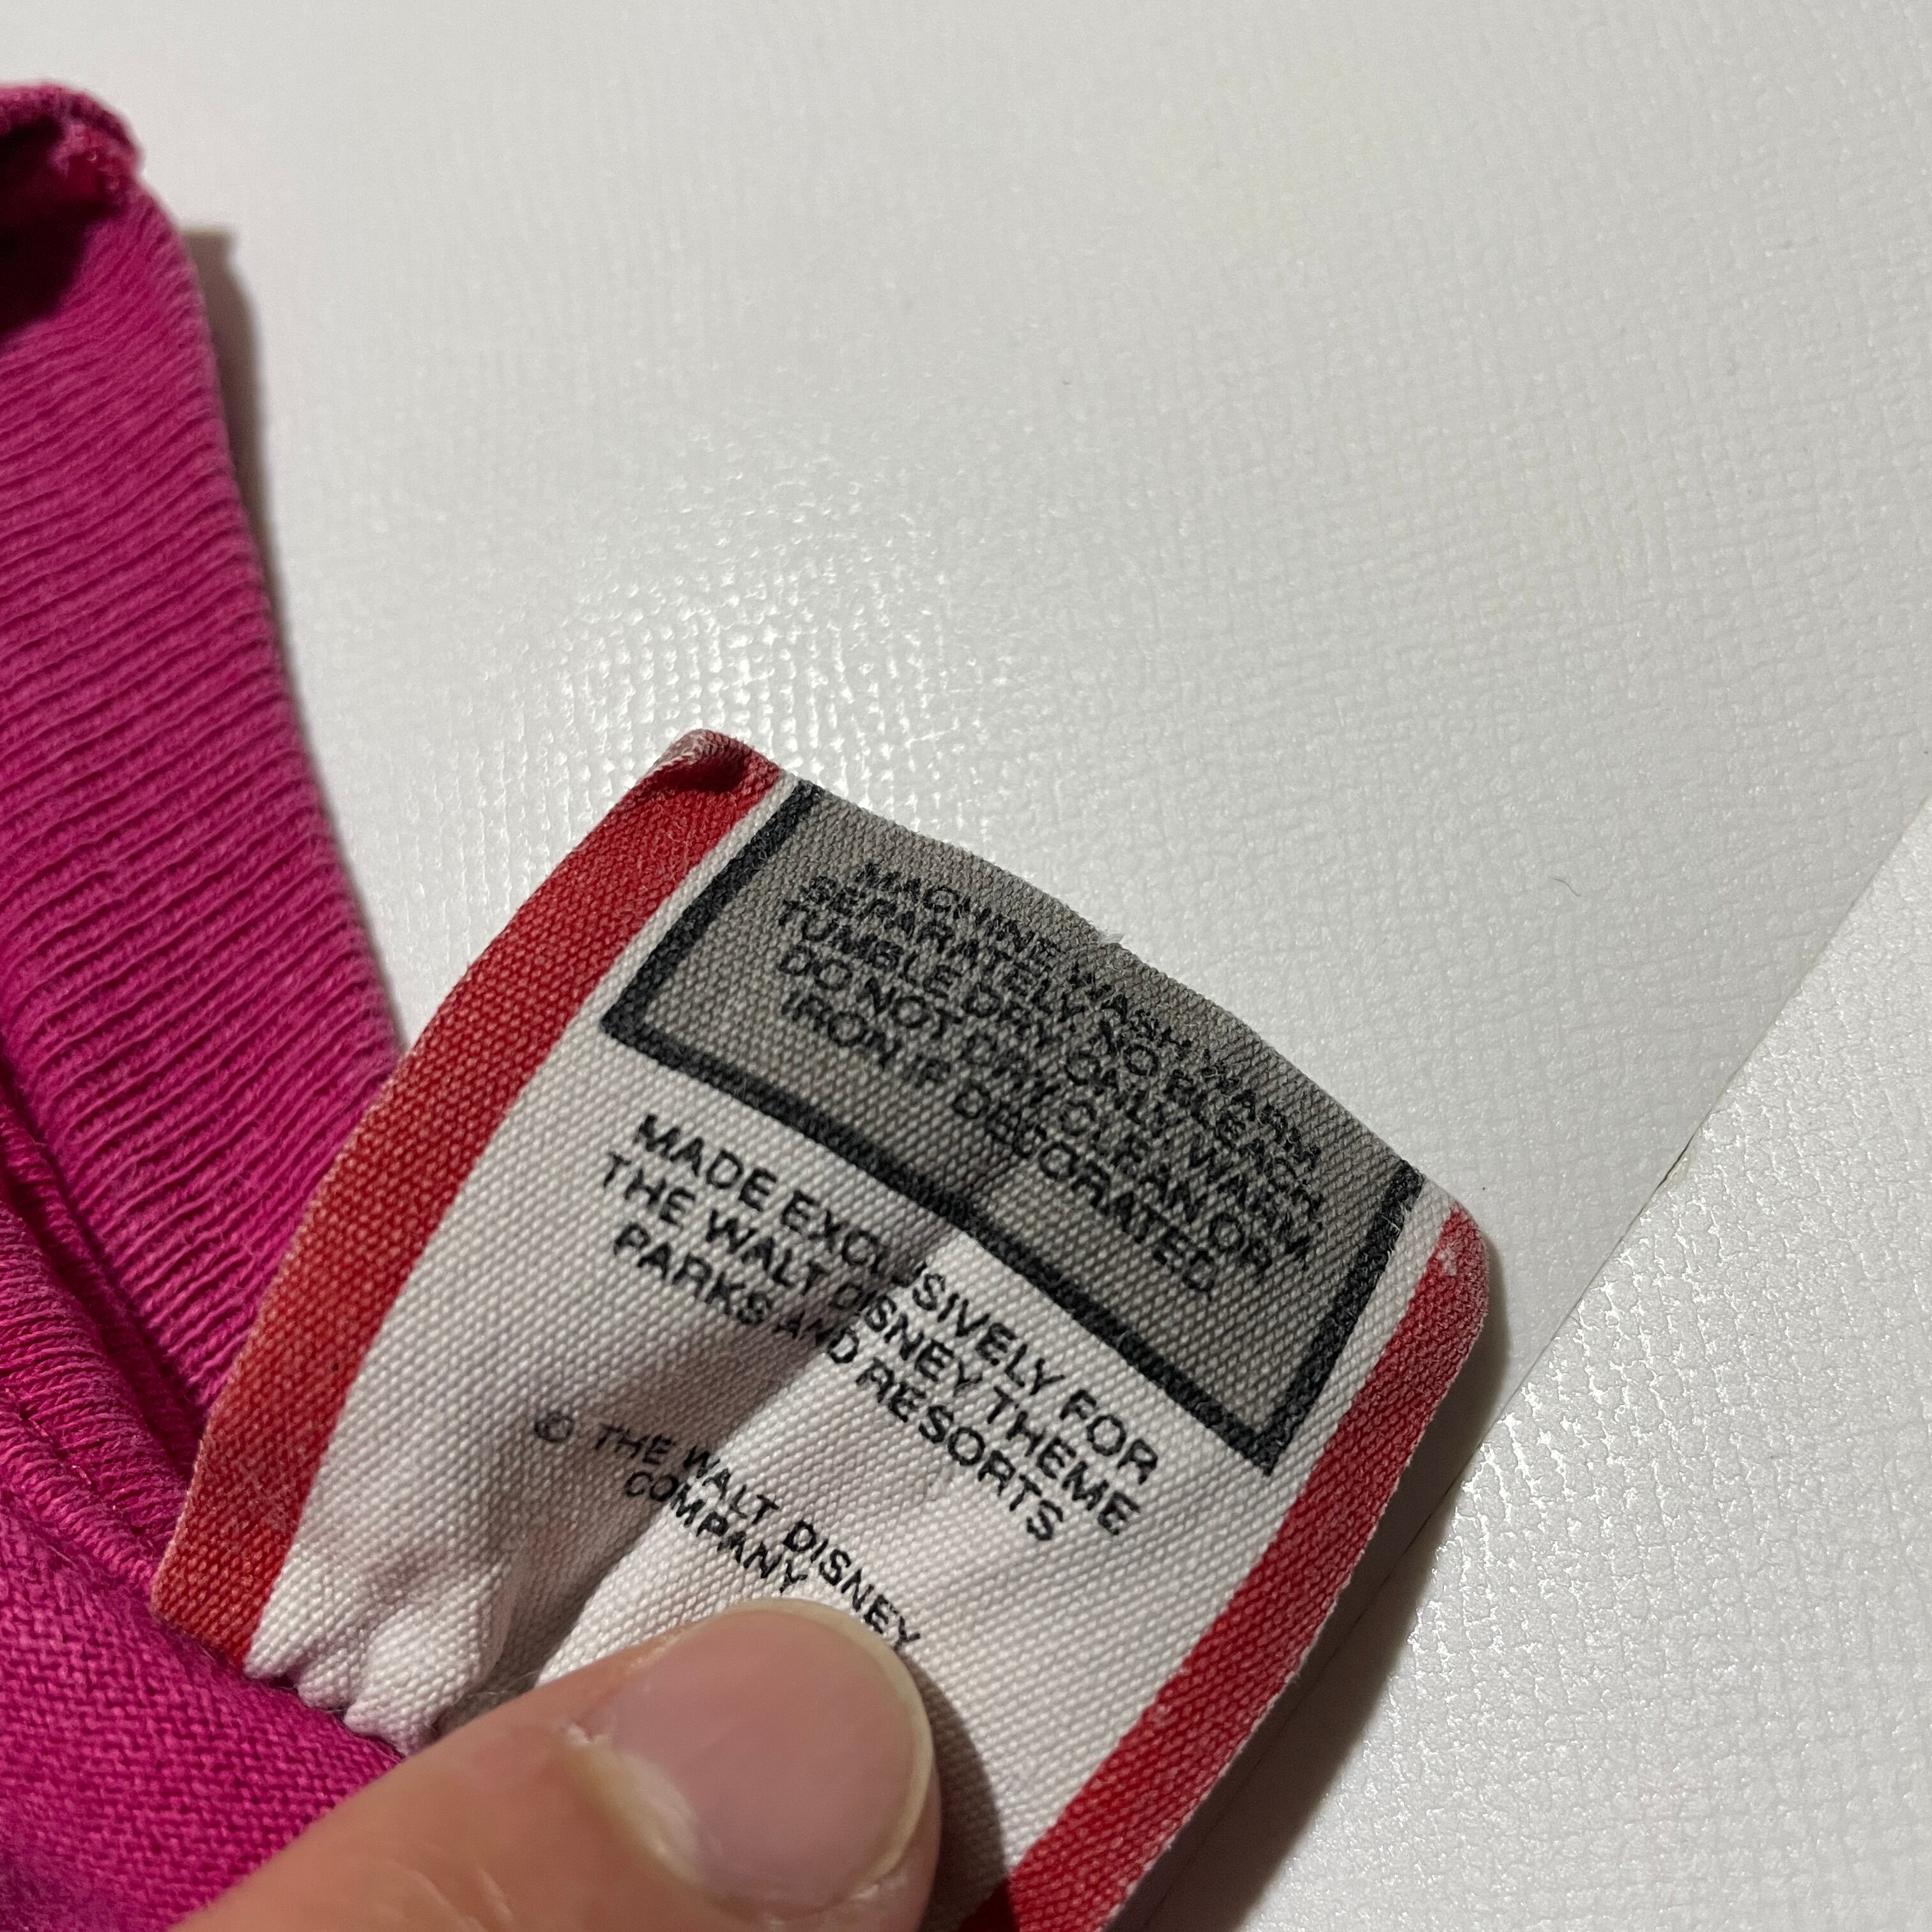 MACHINE WASH WARM,
SEPARATELY, NO BLEACH,
TUMBLE DRY ONLY WARM
DO NOT DRY CLEAN OR
IRON IF DECORATED
MADE EXCLUSIVELY FOR
THE WALT DISNEY THEME
PARKS AND RESORTS
© THE WALT DISNEY
COMPANY